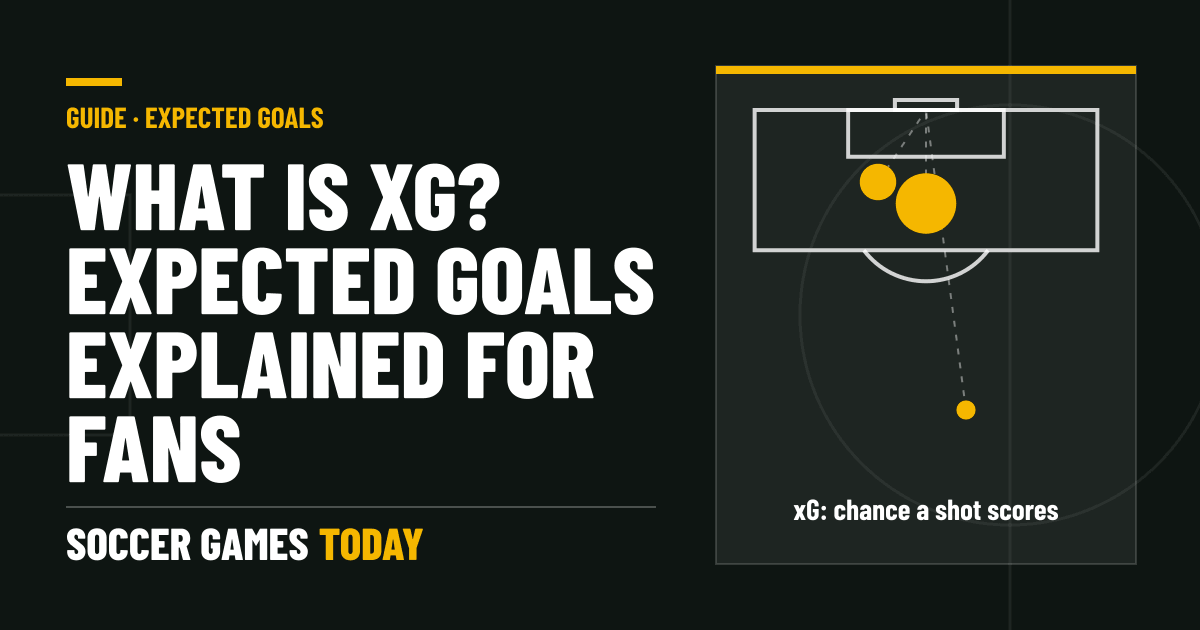 GUIDE · EXPECTED GOALS
WHAT IS XG?
EXPECTED GOALS
EXPLAINED FOR
FANS
SOCCER GAMES TODAY
xG: chance a shot scores